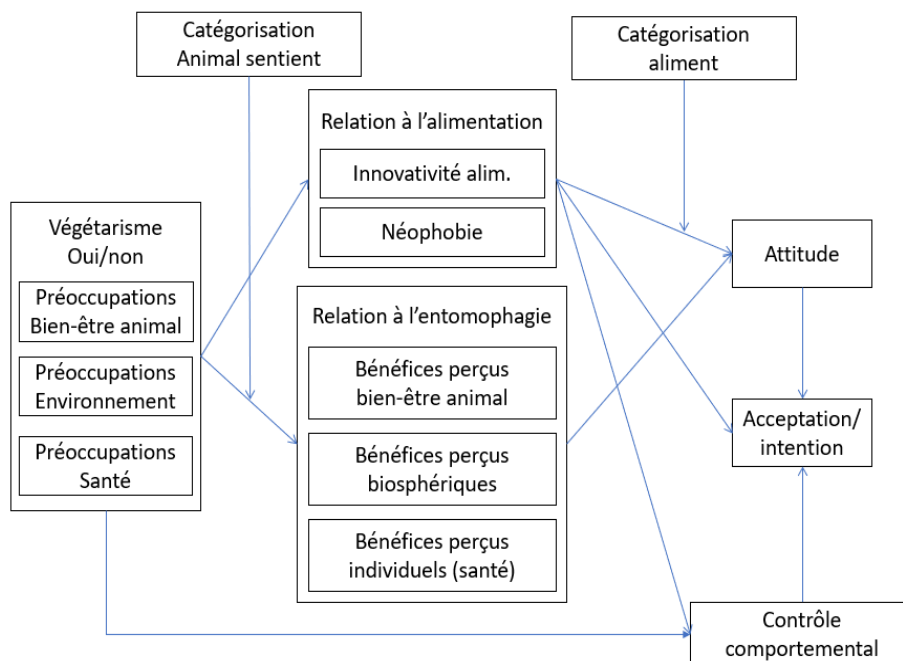 Catégorisation
Animal sentient
Catégorisation
aliment
Relation à l'alimentation
Innovativité alim.
Néophobie
Végétarisme
Oui/non
Préoccupations
Bien-être animal
Préoccupations
Environnement
Préoccupations
Santé
Relation à l'entomophagie
Bénéfices perçus
bien-être animal
Bénéfices perçus
biosphériques
Bénéfices perçus
individuels (santé)
Attitude
Acceptation/
intention
Contrôle
comportemental